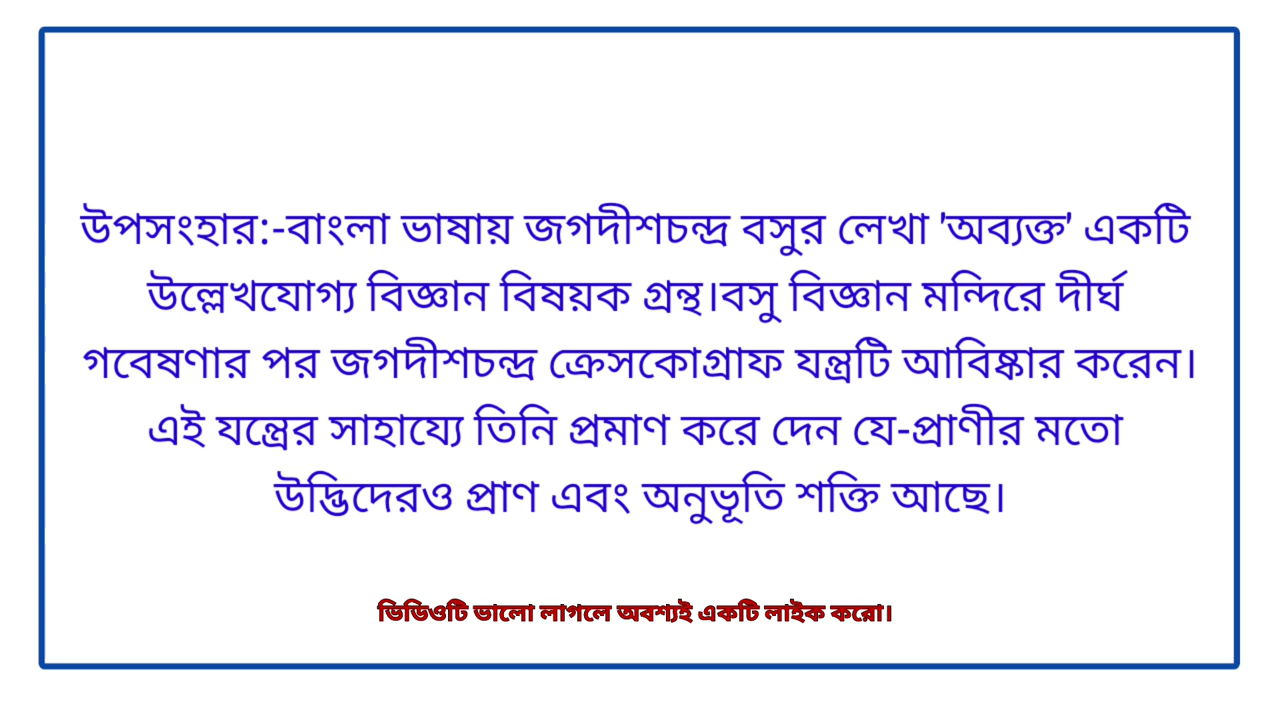 উপসংহার:-বাংলা ভাষায় জগদীশচন্দ্র বসুর লেখা 'অব্যক্ত' একটি
উল্লেখযোগ্য বিজ্ঞান বিষয়ক গ্রন্থ।বসু বিজ্ঞান মন্দিরে দীর্ঘ
গবেষণার পর জগদীশচন্দ্র ক্রেসকোগ্রাফ যন্ত্রটি আবিষ্কার করেন।
এই যন্ত্রের সাহায্যে তিনি প্রমাণ করে দেন যে-প্রাণীর মতো
উদ্ভিদেরও প্রাণ এবং অনুভূতি শক্তি আছে।
ভিডিওটি ভালো লাগলে অবশ্যই একটি লাইক করো।